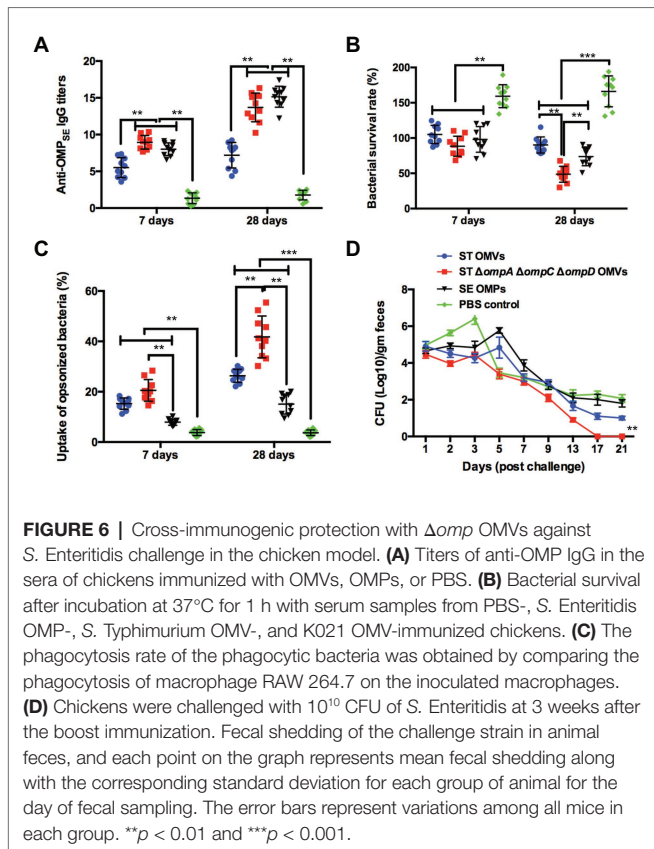 A
Anti-OMPSE IgG titers
20
15
10
5
0
** ** ** **
7 days 28 days
B
Bacterial survival rate (%)
250
200
150
100
50
0
** *** ** **
7 days 28 days
C
Uptake of opsonized bacteria (%)
80
60
40
20
0
** ** *** ** **
7 days 28 days
D
ST OMVs
ST ΔompA ΔompC ΔompD OMVs
SE OMPs
PBS control
CFU (Log10)/gm feces
8
6
4
2
0
**
1 2 3 5 7 9 13 17 21
Days (post challenge)
FIGURE 6 | Cross-immunogenic protection with Δomp OMVs against
S. Enteritidis challenge in the chicken model. (A) Titers of anti-OMP IgG in the
sera of chickens immunized with OMVs, OMPs, or PBS. (B) Bacterial survival
after incubation at 37°C for 1 h with serum samples from PBS-, S. Enteritidis
OMP-, S. Typhimurium OMV-, and K021 OMV-immunized chickens. (C) The
phagocytosis rate of the phagocytic bacteria was obtained by comparing the
phagocytosis of macrophage RAW 264.7 on the inoculated macrophages.
(D) Chickens were challenged with 10¹⁰ CFU of S. Enteritidis at 3 weeks after
the boost immunization. Fecal shedding of the challenge strain in animal
feces, and each point on the graph represents mean fecal shedding along
with the corresponding standard deviation for each group of animal for the
day of fecal sampling. The error bars represent variations among all mice in
each group. **p < 0.01 and ***p < 0.001.